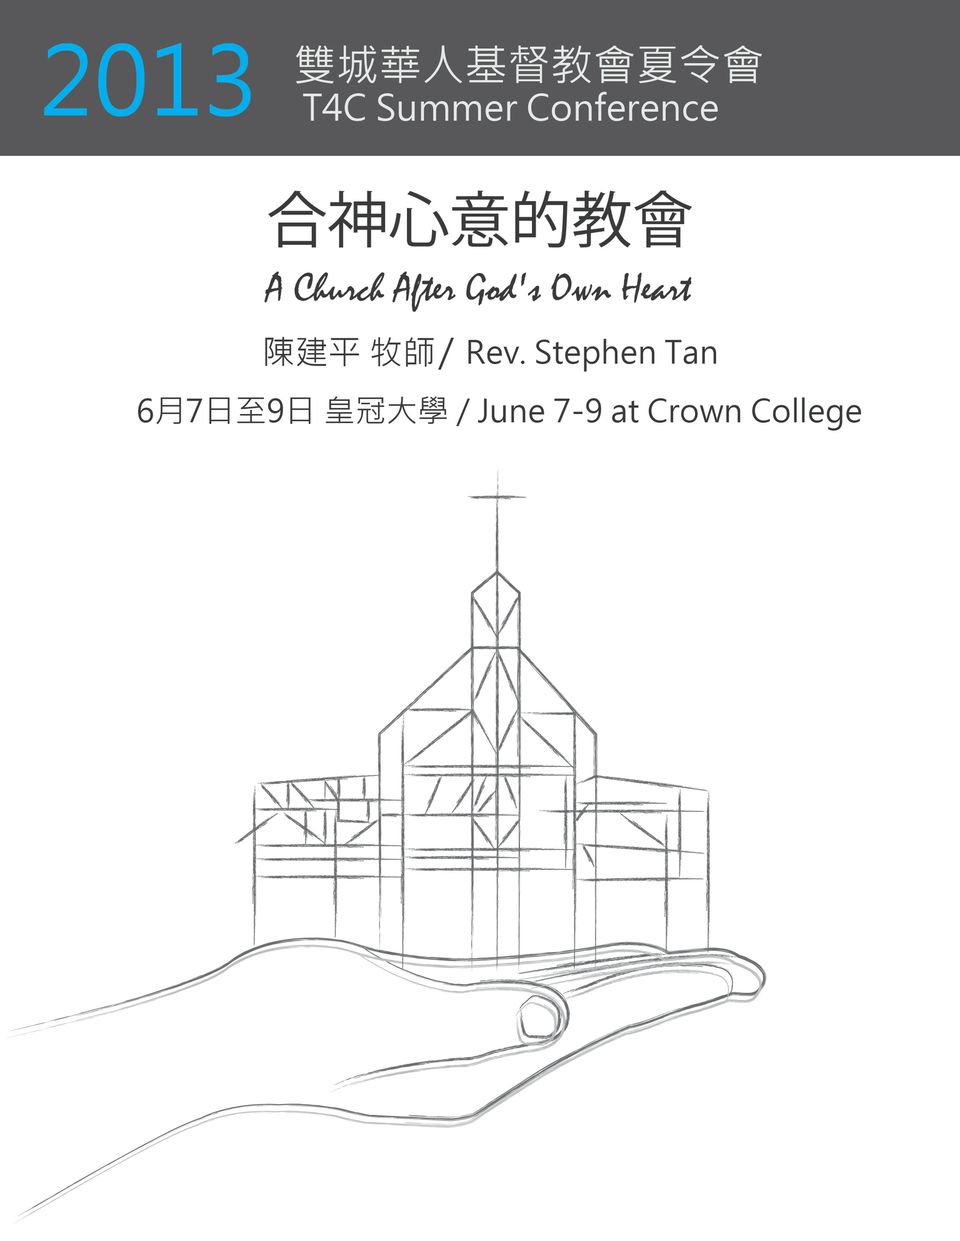 2013
雙城華人基督教會夏令會
T4C Summer Conference
合神心意的教會
A Church After God's Own Heart
陳建平 牧師/ Rev. Stephen Tan
6月7日至9日 皇冠大學 / June 7-9 at Crown College